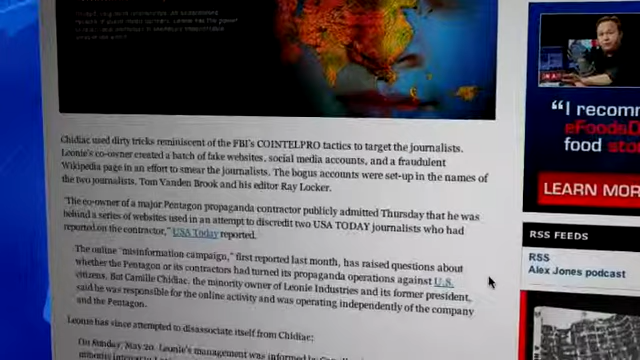 Chidiac used dirty tricks reminiscent of the FBI's COINTELPRO tactics to target the journalists.
Leonie's co-owner created a batch of fake websites, social media accounts, and a fraudulent
Wikipedia page in an effort to smear the journalists. The bogus accounts were set-up in the names of
the two journalists, Tom Vanden Brook and his editor Ray Locker.
"The co-owner of a major Pentagon propaganda contractor publicly admitted Thursday that he was
behind a series of websites used in an attempt to discredit two USA TODAY journalists who had
reported on the contractor," USA Today reported.
The online "misinformation campaign," first reported last month, has raised questions about
whether the Pentagon or its contractors had turned its propaganda operations against U.S.
citizens. But Camille Chidiac, the minority owner of Leonie Industries and its former president,
said he was responsible for the online activity and was operating independently of the company
and the Pentagon.
Leonie has since attempted to disassociate itself from Chidiac:
On Sunday, May 20, Leonie's management was informed
minority interest in
"I recomm
eFoodsD
food sto
LEARN MOR
RSS FEEDS
RSS
Alex Jones podcast